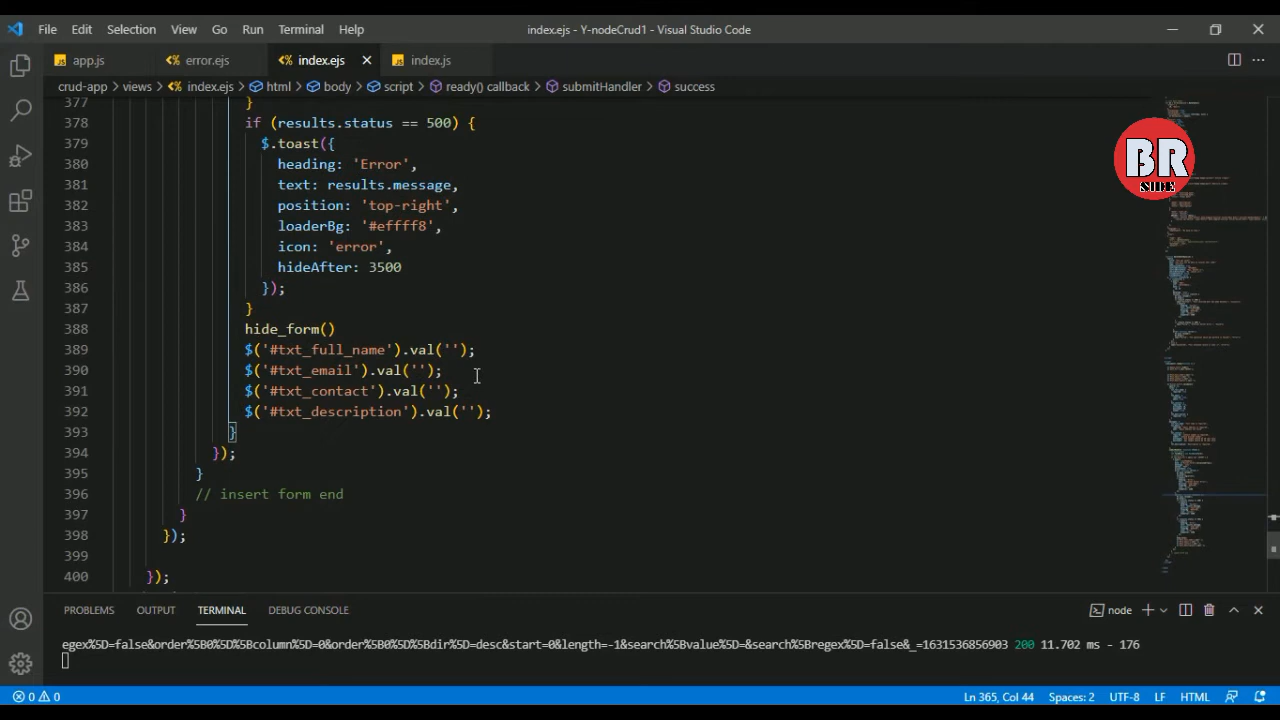 File Edit Selection View Go Run Terminal Help index.ejs - Y-nodeCrud1 - Visual Studio Code
app.js error.ejs index.ejs index.js
crud-app views index.ejs html body script ready() callback submitHandler success
377 }
378 if (results.status == 500) {
379 $.toast({
380 heading: 'Error',
381 text: results.message,
382 position: 'top-right',
383 loaderBg: '#effff8',
384 icon: 'error',
385 hideAfter: 3500
386 });
387 }
388 hide_form()
389 $('#txt_full_name').val('');
390 $('#txt_email').val('');
391 $('#txt_contact').val('');
392 $('#txt_description').val('');
393 }
394 });
395 }
396 // insert form end
397 }
398 });
399
400 });
BR
SIDE
PROBLEMS OUTPUT TERMINAL DEBUG CONSOLE node
egex%5D=false&order%5B0%5D%5Bcolumn%5D=0&order%5B0%5D%5Bdir%5D=desc&start=0&length=-1&search%5Bvalue%5D=&search%5Bregex%5D=false&_=1631536856903 200 11.702 ms - 176
0 0 Ln 365, Col 44 Spaces: 2 UTF-8 LF HTML